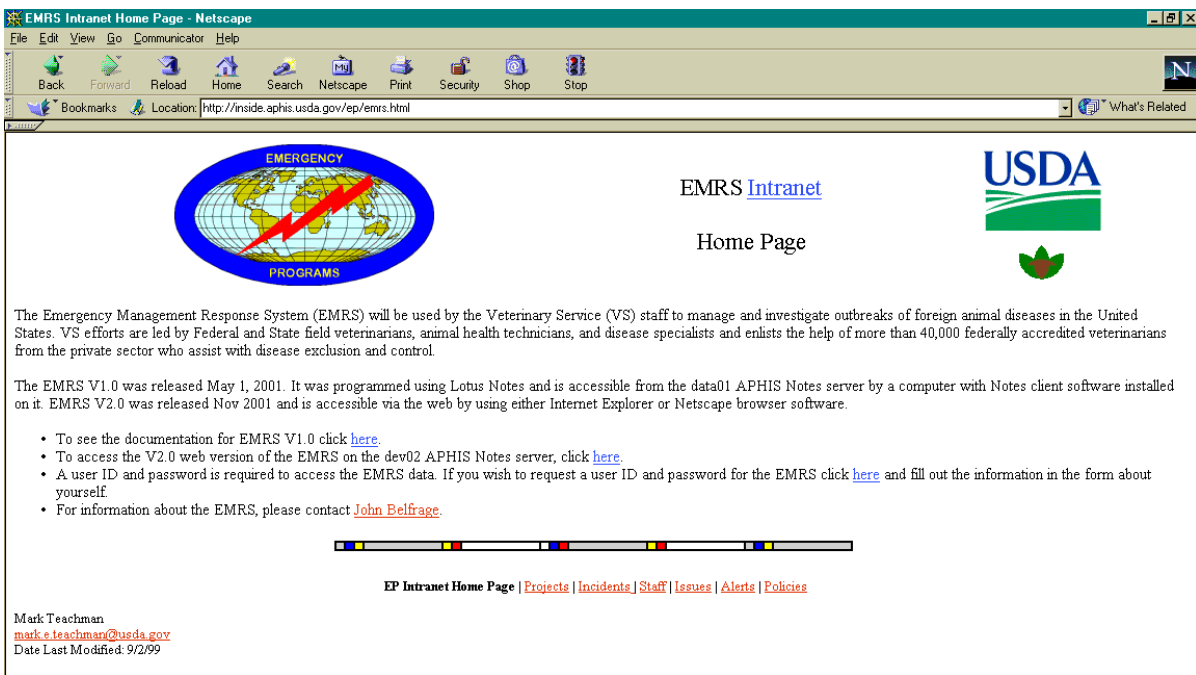 EMRS Intranet Home Page - Netscape
File Edit View Go Communicator Help
Back Forward Reload Home Search Netscape Print Security Shop Stop
Bookmarks Location: http://inside.aphis.usda.gov/ep/emrs.html What's Related
EMERGENCY
PROGRAMS
EMRS Intranet
Home Page
USDA
The Emergency Management Response System (EMRS) will be used by the Veterinary Service (VS) staff to manage and investigate outbreaks of foreign animal diseases in the United
States. VS efforts are led by Federal and State field veterinarians, animal health technicians, and disease specialists and enlists the help of more than 40,000 federally accredited veterinarians
from the private sector who assist with disease exclusion and control.
The EMRS V1.0 was released May 1, 2001. It was programmed using Lotus Notes and is accessible from the data01 APHIS Notes server by a computer with Notes client software installed
on it. EMRS V2.0 was released Nov 2001 and is accessible via the web by using either Internet Explorer or Netscape browser software.
• To see the documentation for EMRS V1.0 click here.
• To access the V2.0 web version of the EMRS on the dev02 APHIS Notes server, click here.
• A user ID and password is required to access the EMRS data. If you wish to request a user ID and password for the EMRS click here and fill out the information in the form about
yourself.
• For information about the EMRS, please contact John Belfrage.
EP Intranet Home Page | Projects | Incidents | Staff | Issues | Alerts | Policies
Mark Teachman
mark.e.teachman@usda.gov
Date Last Modified: 9/2/99